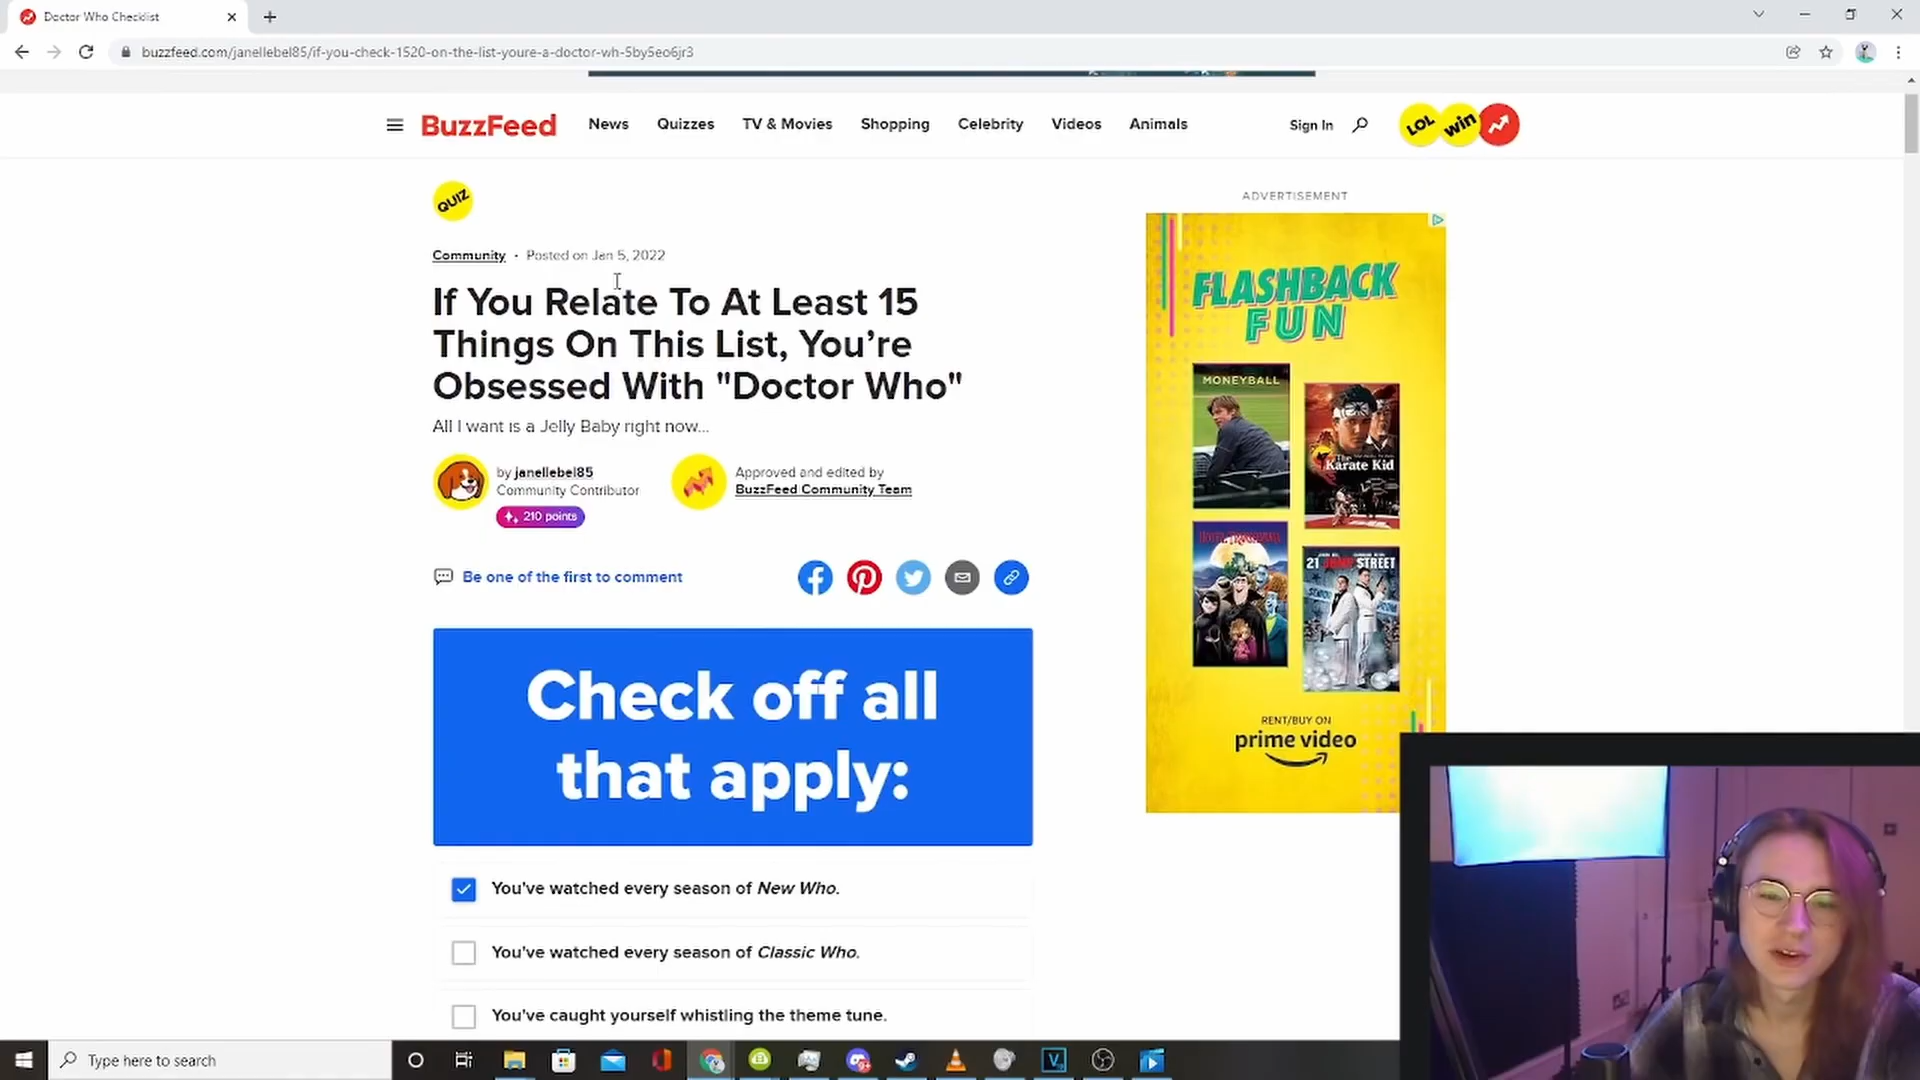 Doctor Who Checklist
buzzfeed.com/janellebel85/if-you-check-1520-on-the-list-youre-a-doctor-wh-5by5eo6jr3
BuzzFeed
News
Quizzes
TV & Movies
Shopping
Celebrity
Videos
Animals
Sign In
LOL
win
QUIZ
Community · Posted on Jan 5, 2022
If You Relate To At Least 15
Things On This List, You’re
Obsessed With "Doctor Who"
All I want is a Jelly Baby right now...
by janellebel85
Community Contributor
210 points
Approved and edited by
BuzzFeed Community Team
Be one of the first to comment
Check off all
that apply:
You've watched every season of New Who.
You've watched every season of Classic Who.
You've caught yourself whistling the theme tune.
ADVERTISEMENT
FLASHBACK
FUN
MONEYBALL
The
Karate Kid
HOTEL TRANSYLVANIA
21 JUMP STREET
RENT/BUY ON
prime video
Type here to search